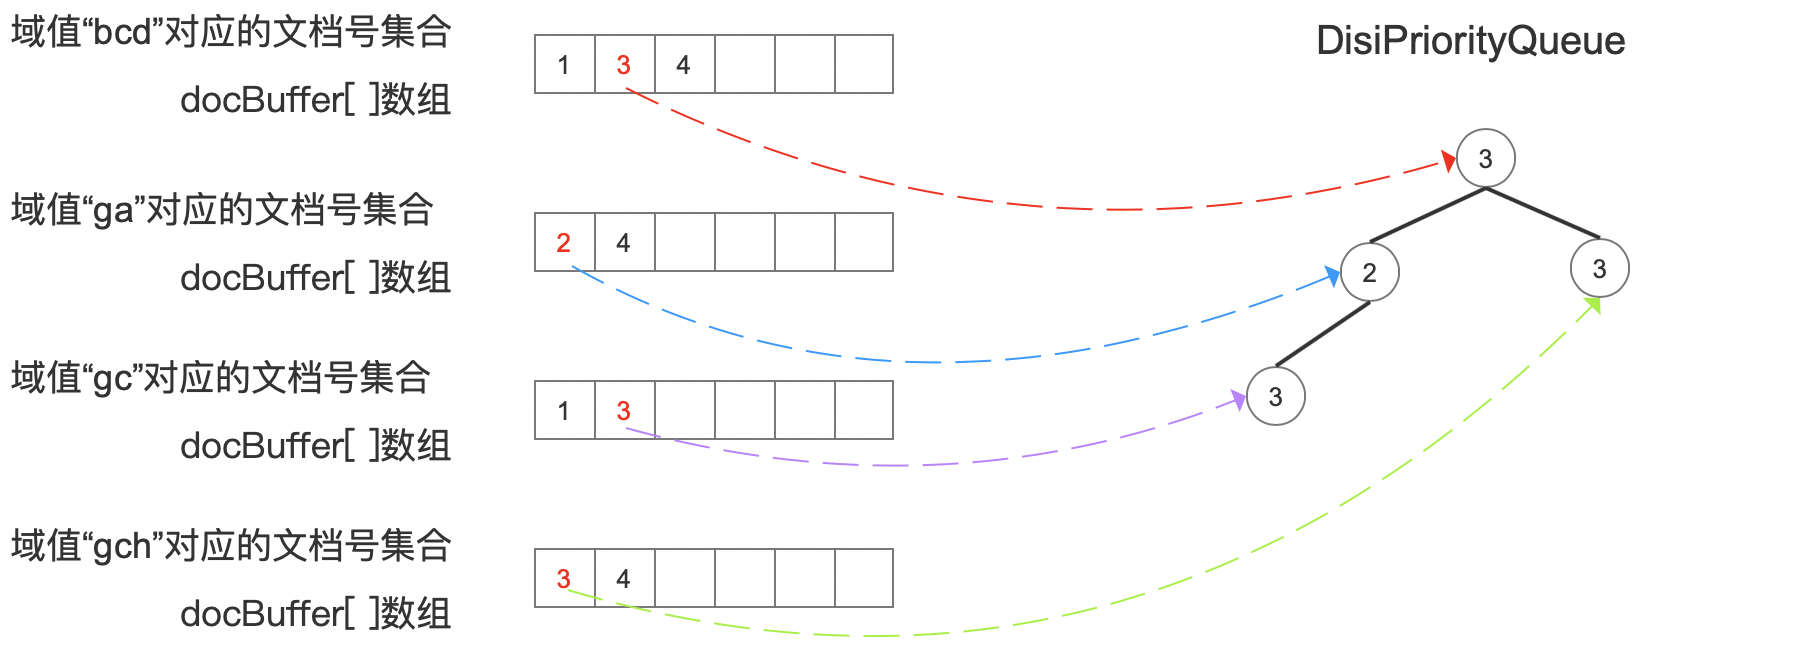 域值“bcd”对应的文档号集合
docBuffer[ ]数组
1 3 4
DisiPriorityQueue
3
域值“ga”对应的文档号集合
docBuffer[ ]数组
2 4
2
3
域值“gc”对应的文档号集合
docBuffer[ ]数组
1 3
3
域值“gch”对应的文档号集合
docBuffer[ ]数组
3 4